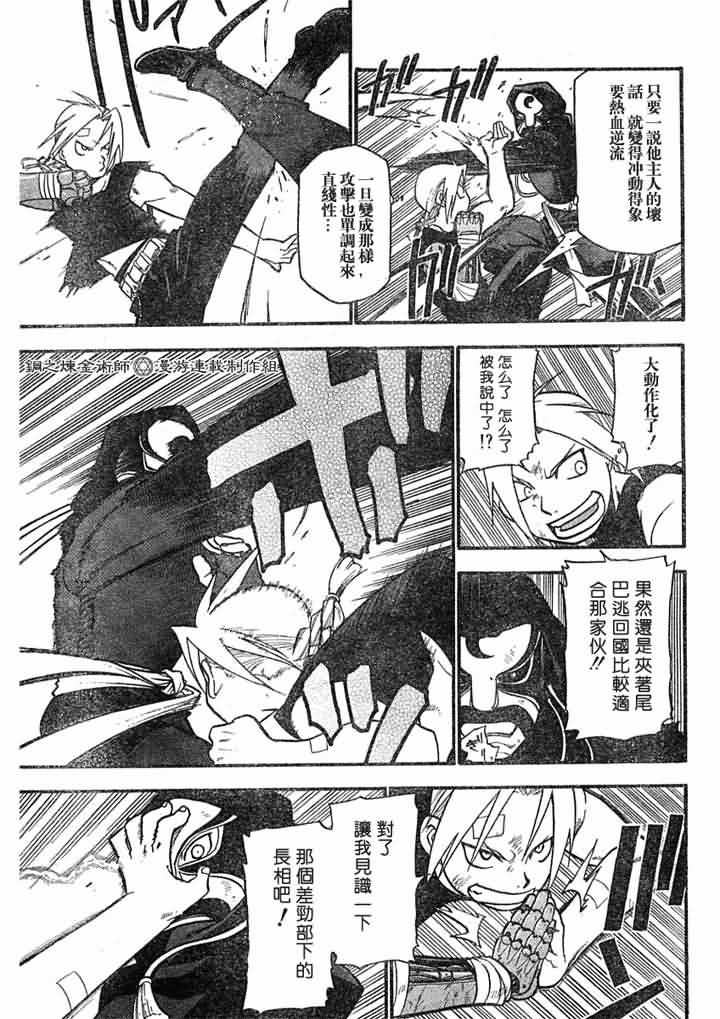 只要一說他主人的壞
話，就變得冲動得象
要熱血逆流
一旦變成那樣，
攻擊也單調起來
直綫性…
鋼之煉金術師 漫游連載制作組
大動作化了！
怎么了 怎么了
被我說中了!?
果然還是夾著尾
巴逃回國比較適
合那家伙!!
對了
讓我見識一下
那個差勁部下的
長相吧！